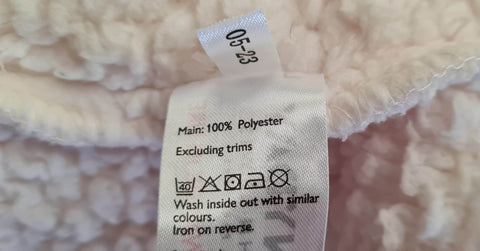 05-23
Main: 100% Polyester
Excluding trims
40
Wash inside out with similar
colours.
Iron on reverse.